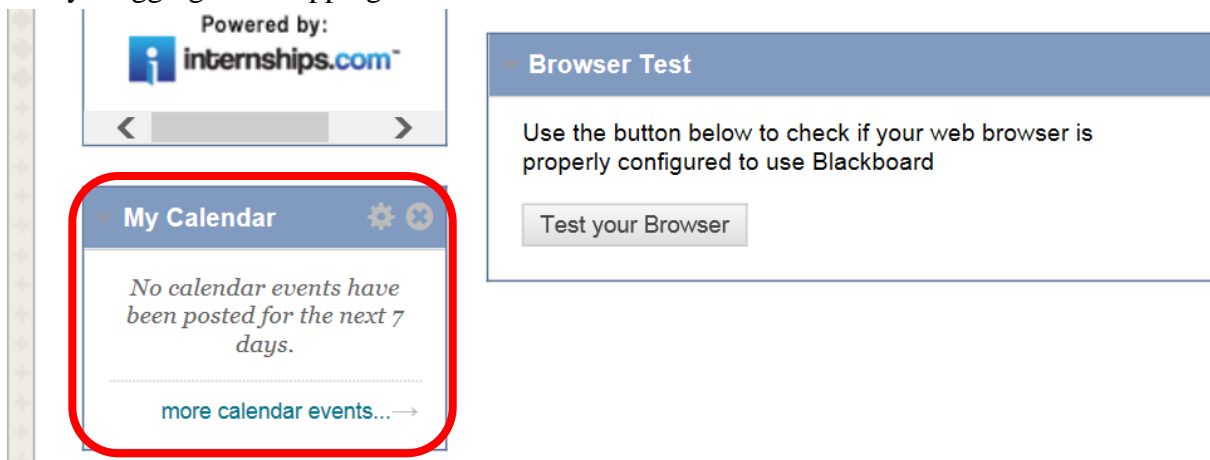 Powered by:
internships.com™
Browser Test
Use the button below to check if your web browser is
properly configured to use Blackboard
Test your Browser
My Calendar
No calendar events have
been posted for the next 7
days.
more calendar events...→